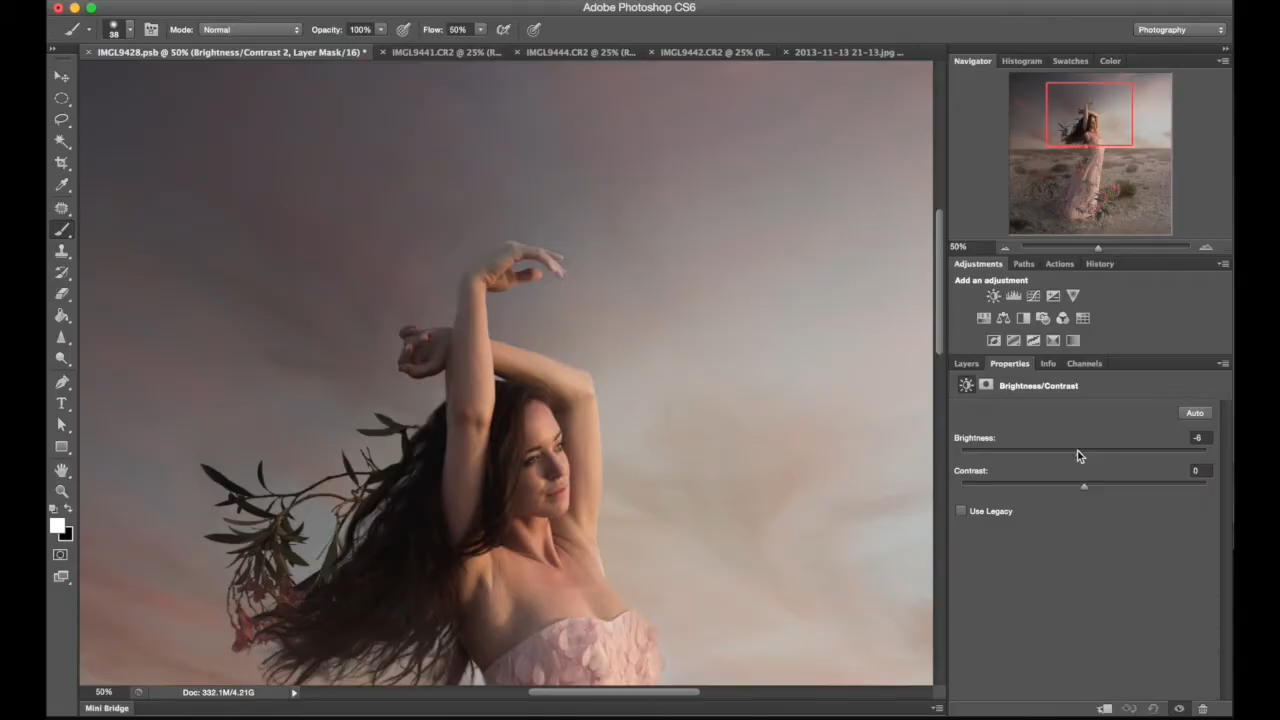 Adobe Photoshop CS6
38 Mode: Normal Opacity: 100% Flow: 50% Photography
× IMGL9428.psb @ 50% (Brightness/Contrast 2, Layer Mask/16) * × IMGL9441.CR2 @ 25% (R... × IMGL9444.CR2 @ 25% (R... × IMGL9442.CR2 @ 25% (R... × 2013-11-13 21-13.jpg ...
Navigator Histogram Swatches Color
50%
Adjustments Paths Actions History
Add an adjustment
Layers Properties Info Channels
Brightness/Contrast
Auto
Brightness: -6
Contrast: 0
Use Legacy
50% Doc: 332.1M/4.21G
Mini Bridge